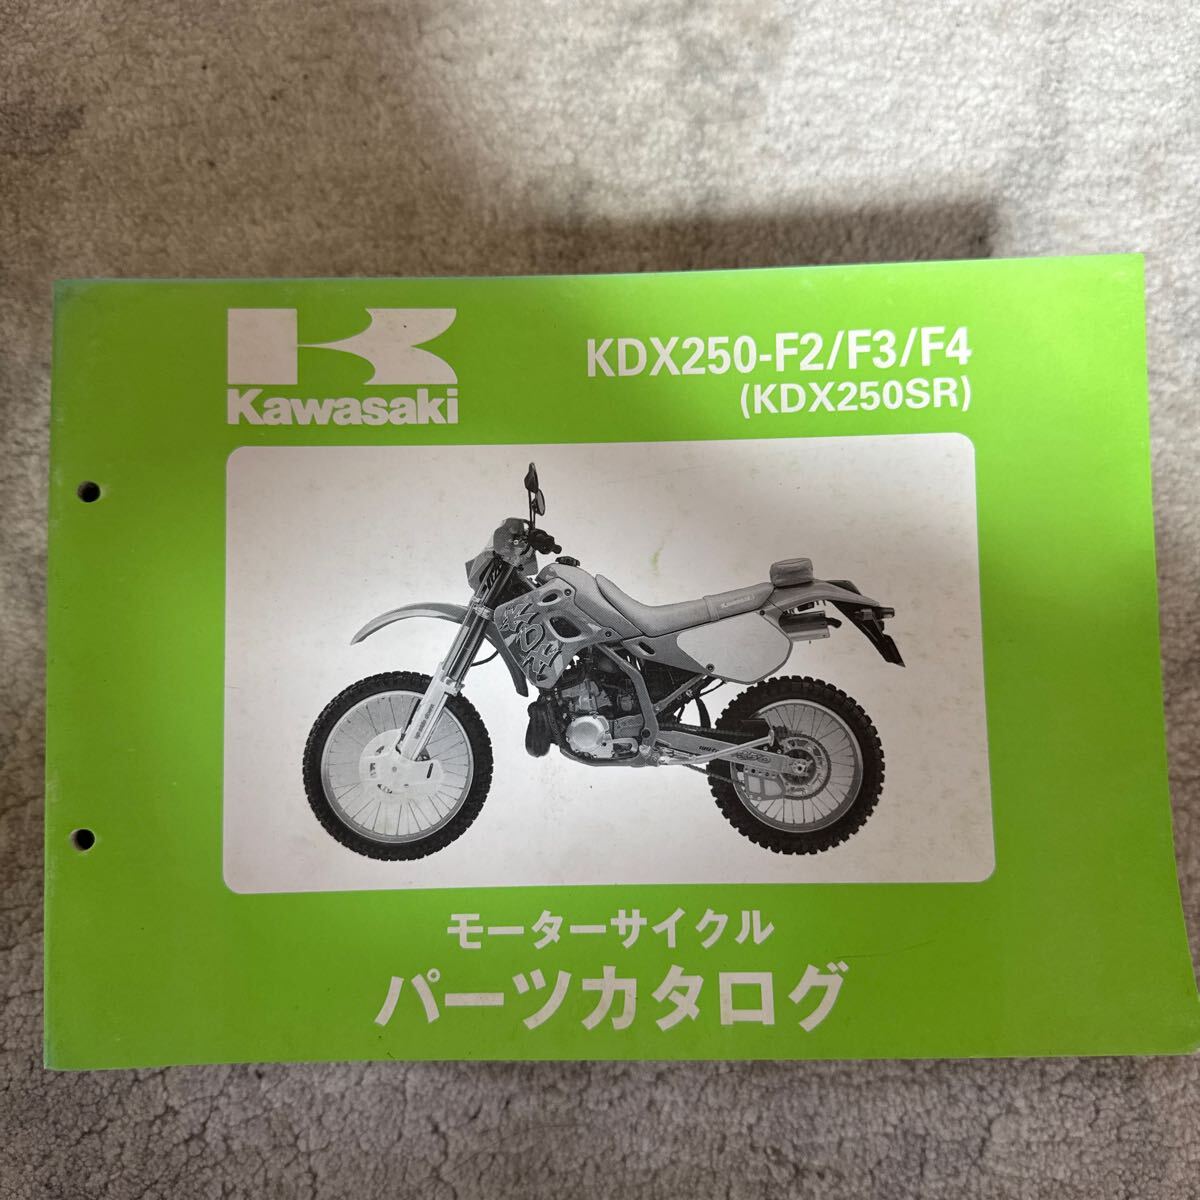 Kawasaki
KDX250-F2/F3/F4
(KDX250SR)
モーターサイクル
パーツカタログ